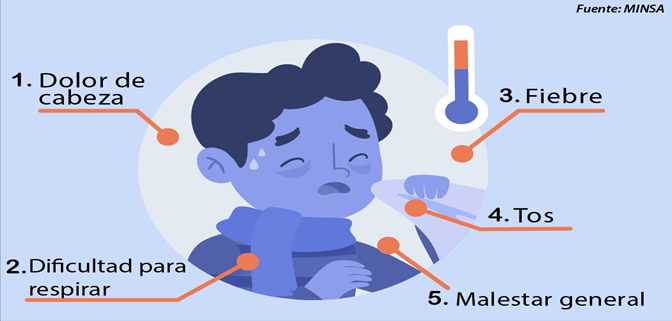 Fuente: MINSA
1. Dolor de
cabeza
2. Dificultad para
respirar
3. Fiebre
4. Tos
5. Malestar general